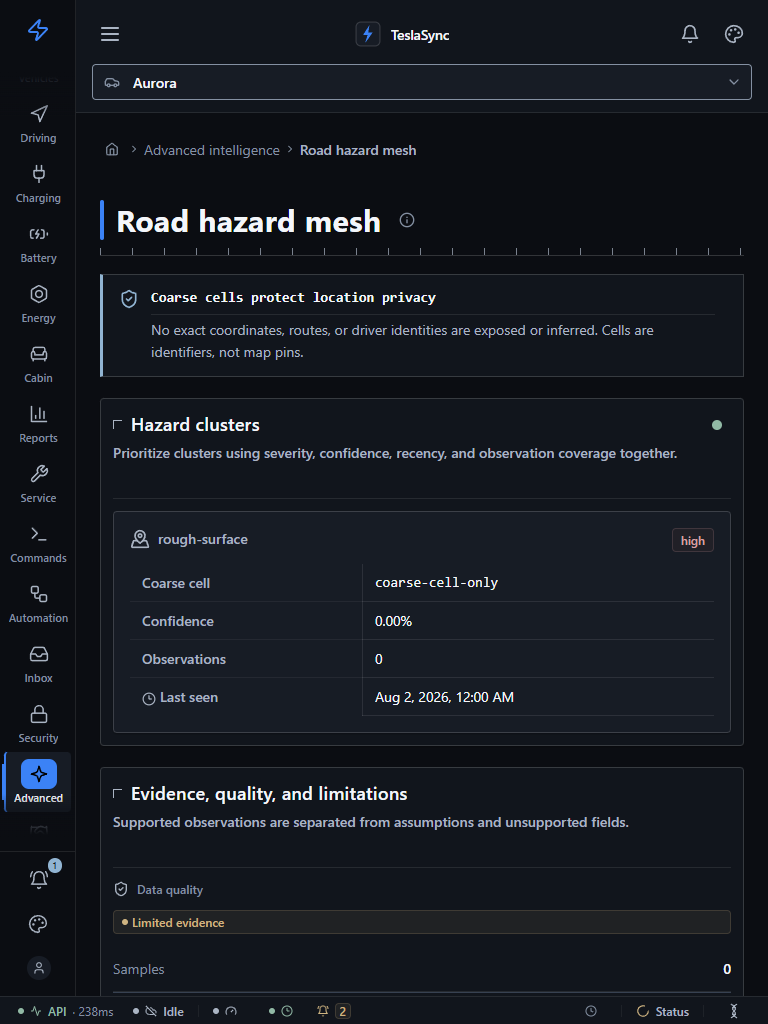 TeslaSync
Aurora
Driving
Charging
Battery
Energy
Cabin
Reports
Service
Commands
Automation
Inbox
Security
Advanced
1
Advanced intelligence > Road hazard mesh
Road hazard mesh
Coarse cells protect location privacy
No exact coordinates, routes, or driver identities are exposed or inferred. Cells are
identifiers, not map pins.
Hazard clusters
Prioritize clusters using severity, confidence, recency, and observation coverage together.
rough-surface high
Coarse cell coarse-cell-only
Confidence 0.00%
Observations 0
Last seen Aug 2, 2026, 12:00 AM
Evidence, quality, and limitations
Supported observations are separated from assumptions and unsupported fields.
Data quality
Limited evidence
Samples 0
API · 238ms Idle 2 Status